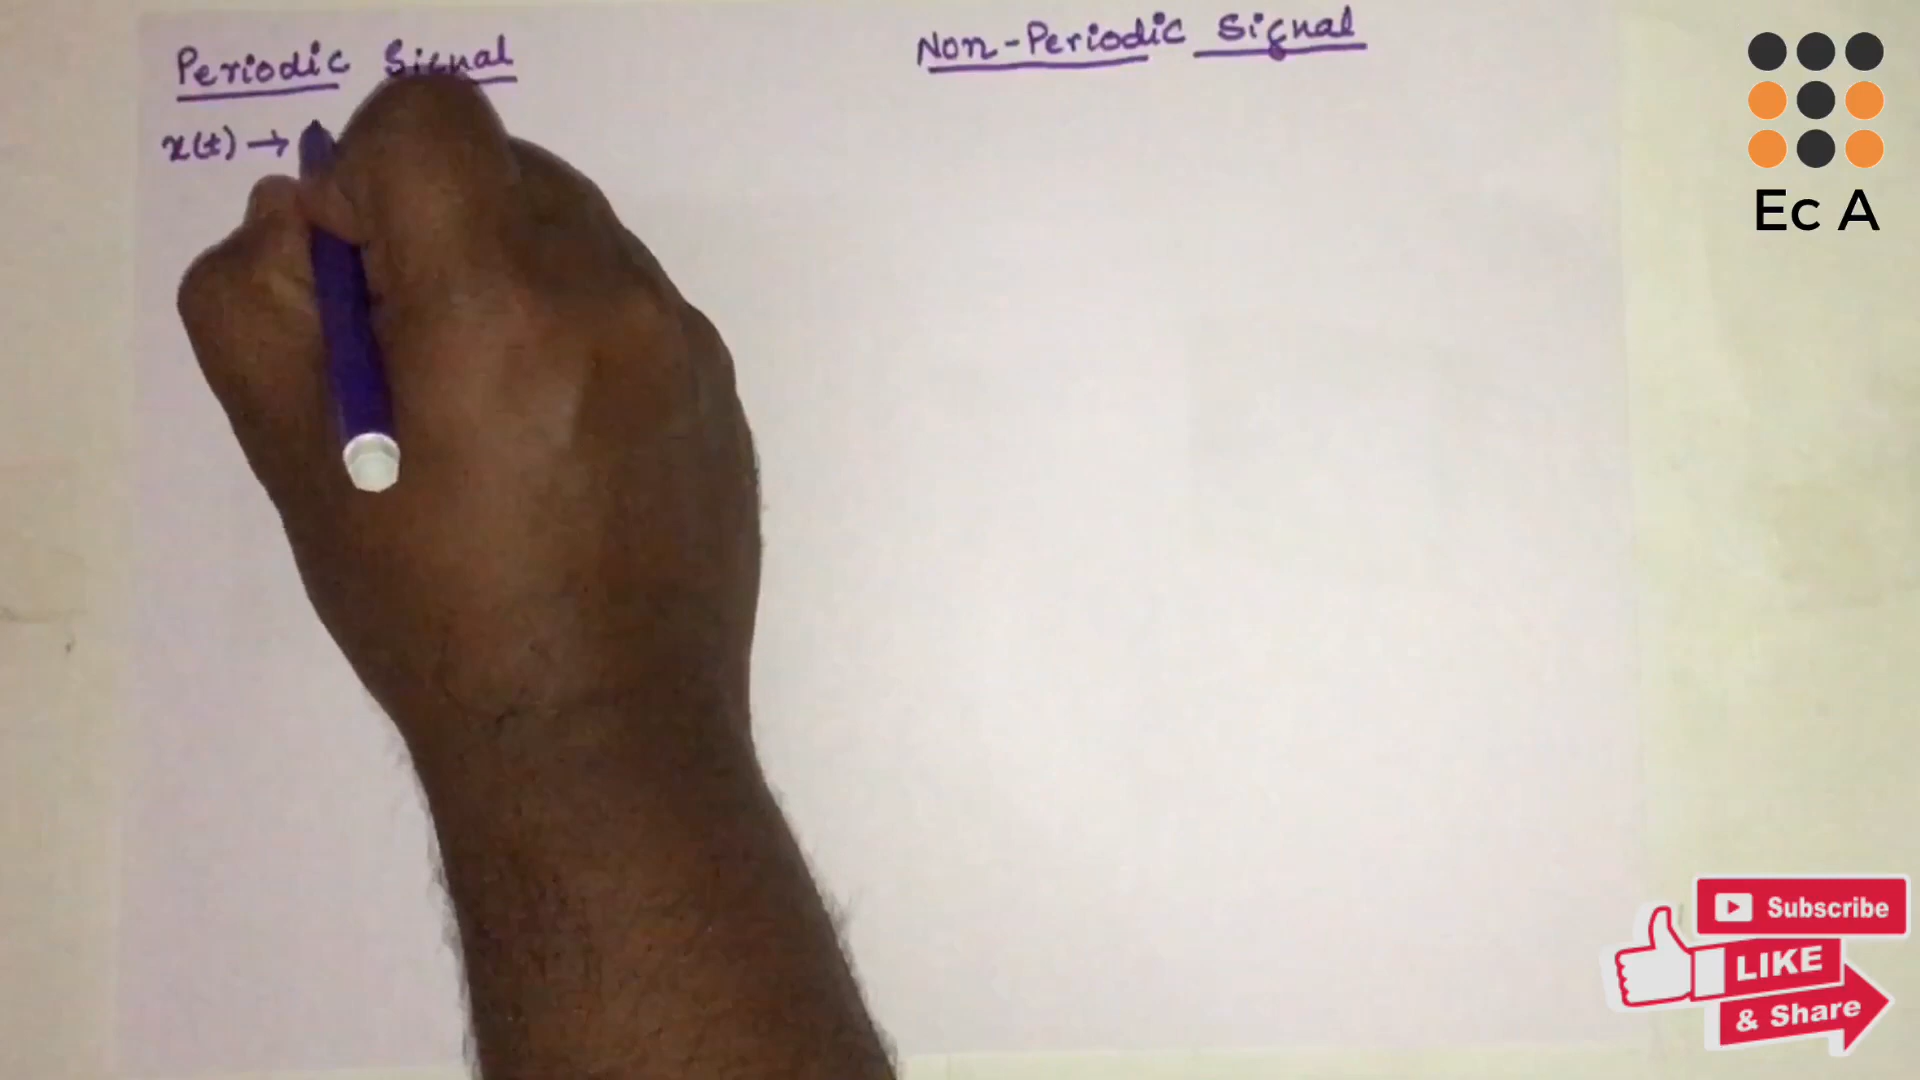 Periodic Signal
Non-Periodic Signal
x(t) →
Ec A
Subscribe
LIKE
& Share